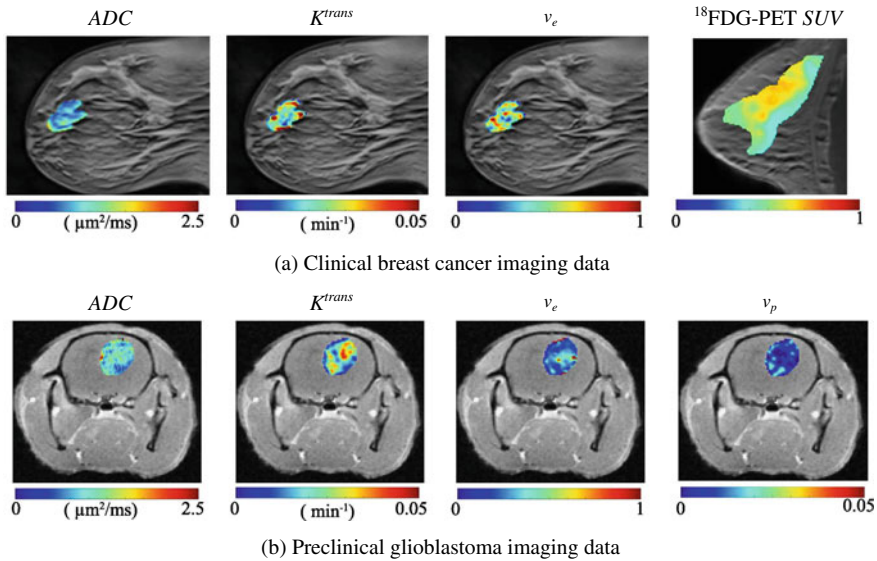 ADC K^trans v_e ¹⁸FDG-PET SUV
0 ( μm²/ms) 2.5 0 ( min⁻¹) 0.05 0 1 0 1
(a) Clinical breast cancer imaging data
ADC K^trans v_e v_p
0 ( μm²/ms) 2.5 0 ( min⁻¹) 0.05 0 1 0 0.05
(b) Preclinical glioblastoma imaging data